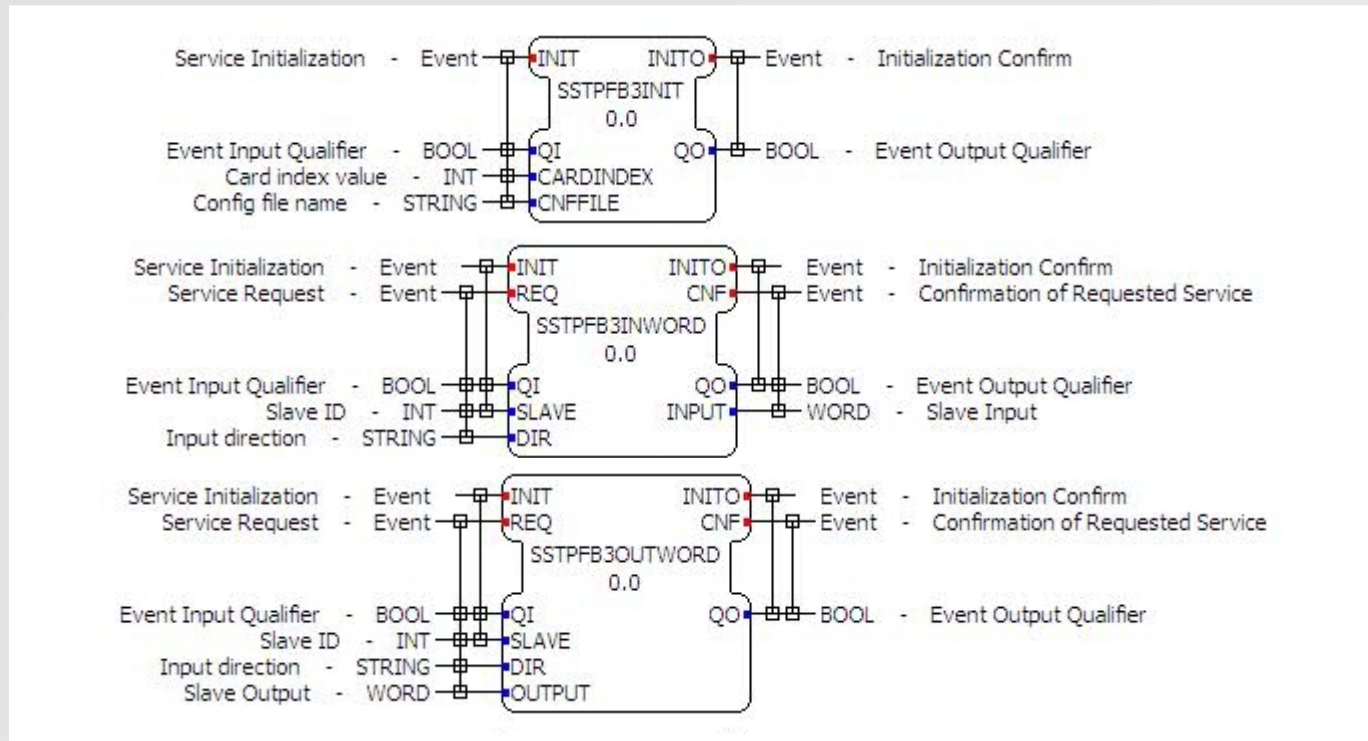 Service Initialization - Event INIT INITO Event - Initialization Confirm
SSTPFB3INIT
0.0
Event Input Qualifier - BOOL QI QO BOOL - Event Output Qualifier
Card index value - INT CARDINDEX
Config file name - STRING CNFFILE
Service Initialization - Event INIT INITO Event - Initialization Confirm
Service Request - Event REQ CNF Event - Confirmation of Requested Service
SSTPFB3INWORD
0.0
Event Input Qualifier - BOOL QI QO BOOL - Event Output Qualifier
Slave ID - INT SLAVE INPUT WORD - Slave Input
Input direction - STRING DIR
Service Initialization - Event INIT INITO Event - Initialization Confirm
Service Request - Event REQ CNF Event - Confirmation of Requested Service
SSTPFB3OUTWORD
0.0
Event Input Qualifier - BOOL QI QO BOOL - Event Output Qualifier
Slave ID - INT SLAVE
Input direction - STRING DIR
Slave Output - WORD OUTPUT